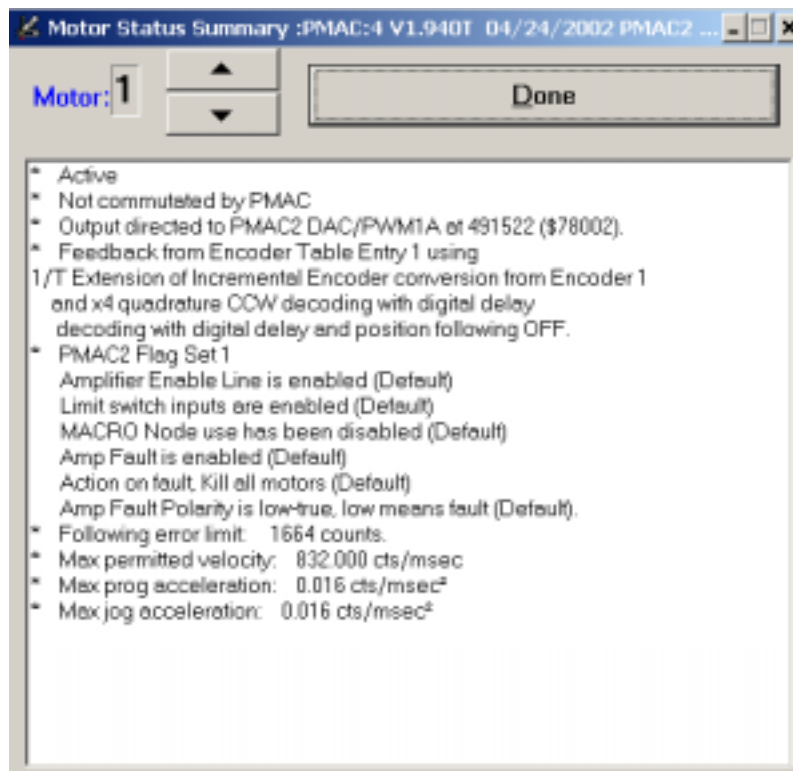 Motor Status Summary :PMAC:4 V1.940T 04/24/2002 PMAC2 ...
Motor: 1
Done
* Active
* Not commutated by PMAC
* Output directed to PMAC2 DAC/PWM1A at 491522 ($78002).
* Feedback from Encoder Table Entry 1 using
1/T Extension of Incremental Encoder conversion from Encoder 1
and x4 quadrature CCW decoding with digital delay
decoding with digital delay and position following OFF.
* PMAC2 Flag Set 1
Amplifier Enable Line is enabled (Default)
Limit switch inputs are enabled (Default)
MACRO Node use has been disabled (Default)
Amp Fault is enabled (Default)
Action on fault, Kill all motors (Default)
Amp Fault Polarity is low-true, low means fault (Default).
* Following error limit: 1664 counts.
* Max permitted velocity: 832.000 cts/msec
* Max prog acceleration: 0.016 cts/msec²
* Max jog acceleration: 0.016 cts/msec²